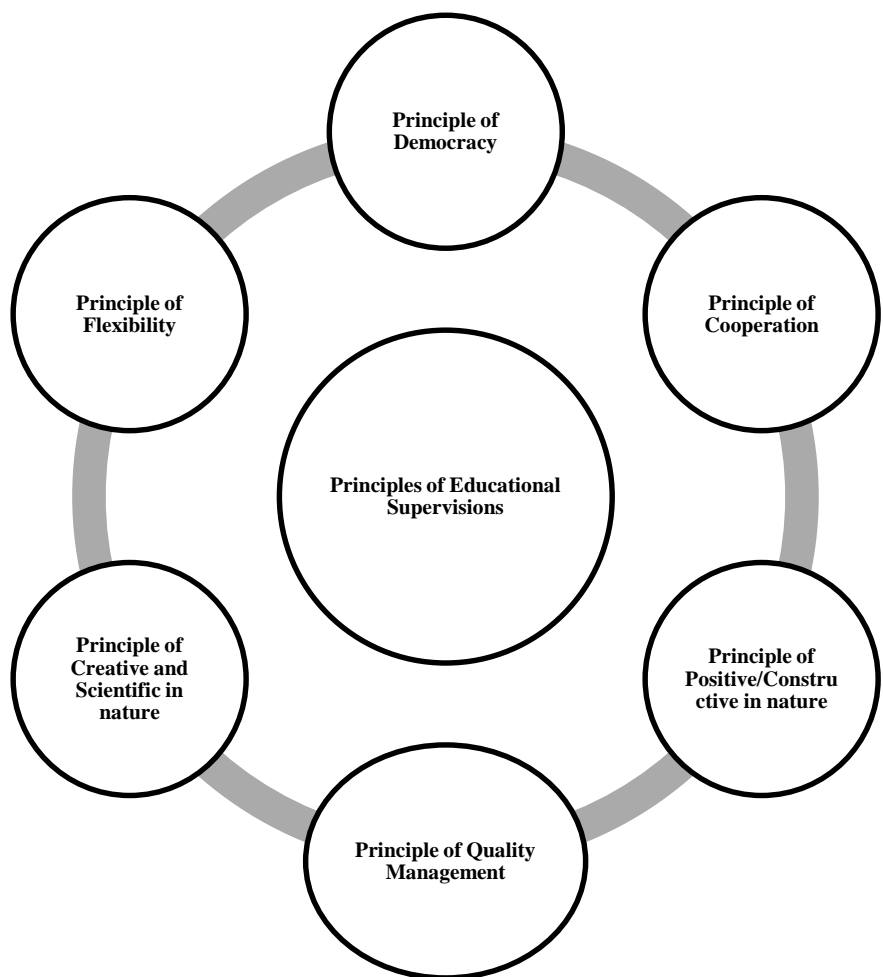 Principle of
Democracy
Principle of
Flexibility
Principle of
Cooperation
Principles of Educational
Supervisions
Principle of
Creative and
Scientific in
nature
Principle of
Positive/Constru
ctive in nature
Principle of Quality
Management